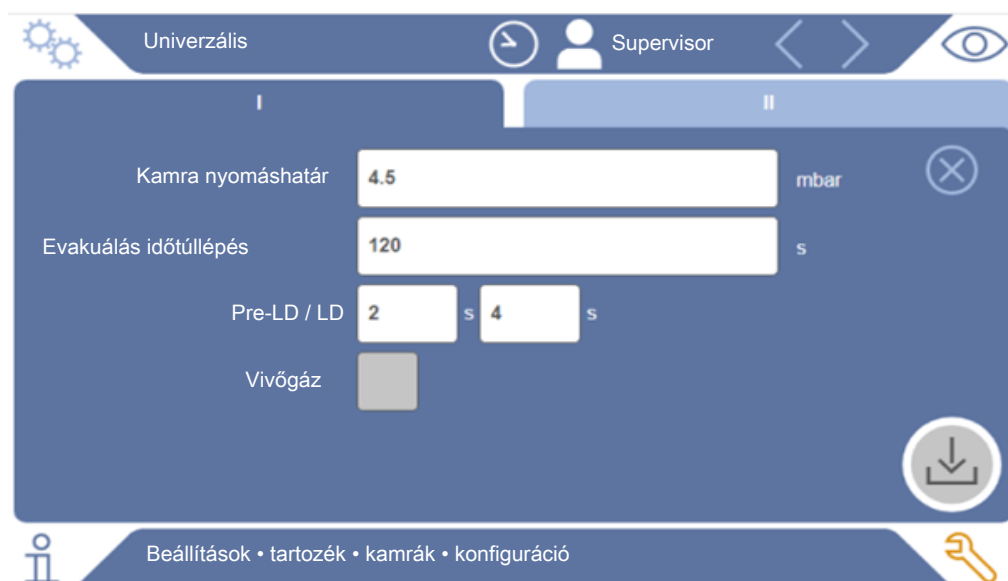 Univerzális
Supervisor
I
II
Kamra nyomáshatár 4.5 mbar
Evakuálás időtúllépés 120 s
Pre-LD / LD 2 s 4 s
Vivőgáz
Beállítások • tartozék • kamrák • konfiguráció